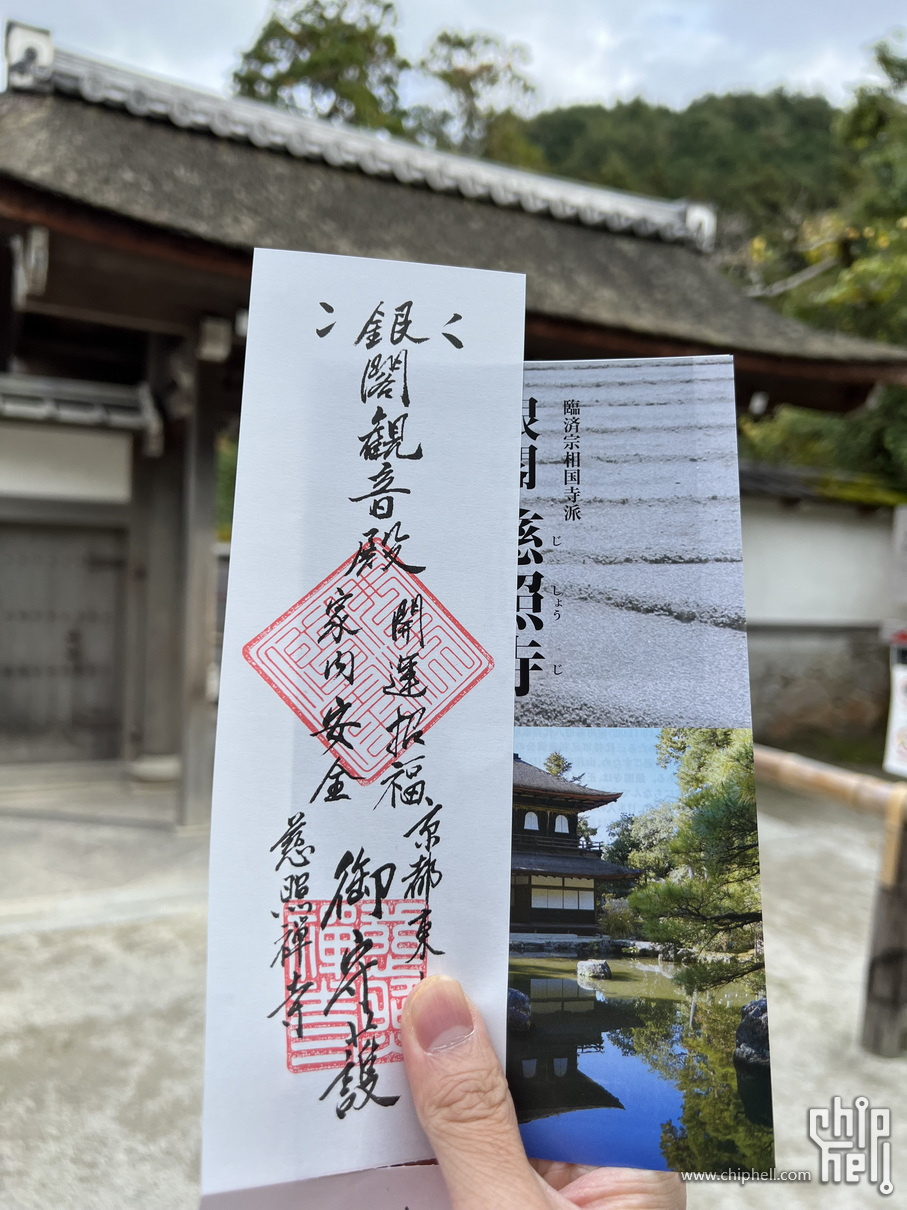 銀閣観音殿
開運招福
家内安全
京都東
御守護
慈照禅寺
臨済宗相国寺派
銀閣 慈照寺
じ しょう じ
www.chiphell.com
chip
hell